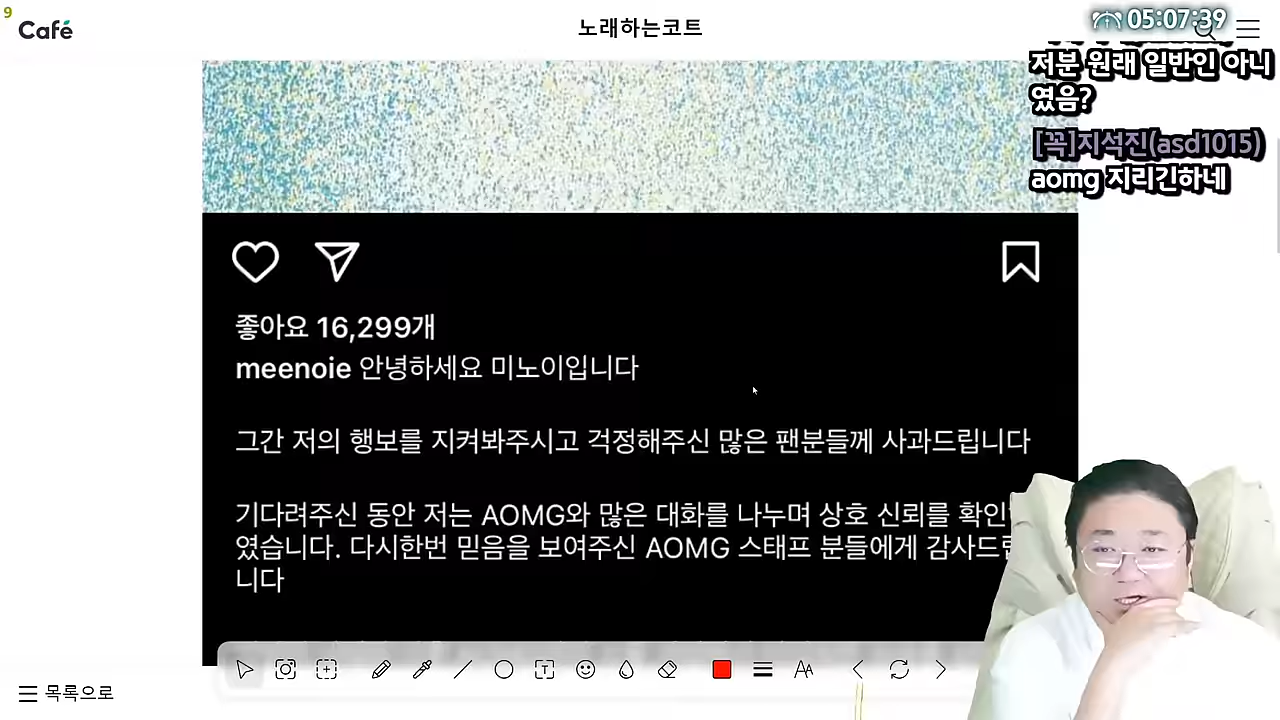 9
Café
노래하는코트
05:07:39
저분 원래 일반인 아니
였음?
[꼭]지석진(asd1015)
aomg 지리긴하네
좋아요 16,299개
meenoie 안녕하세요 미노이입니다
그간 저의 행보를 지켜봐주시고 걱정해주신 많은 팬분들께 사과드립니다
기다려주신 동안 저는 AOMG와 많은 대화를 나누며 상호 신뢰를
였습니다. 다시한번 믿음을 보여주신 AOMG 스태프 분들에게
니다
목록으로